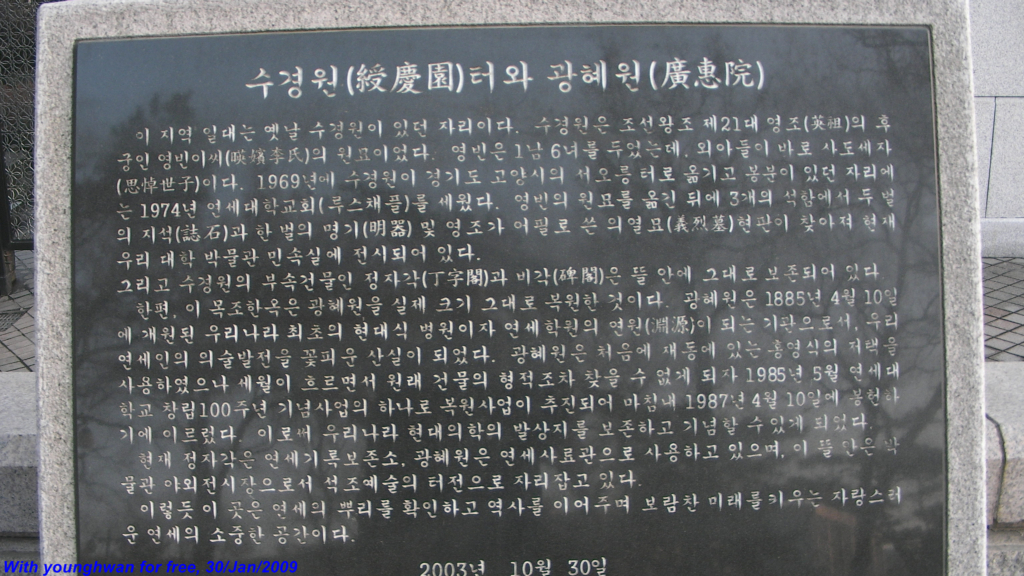 수경원(綏慶園)터와 광혜원(廣惠院)
이 지역 일대는 옛날 수경원이 있던 자리이다. 수경원은 조선왕조 제21대 영조(英祖)의 후
궁인 영빈이씨(暎嬪李氏)의 원묘이었다. 영빈은 1남 6녀를 두었는데, 외아들이 바로 사도세자
(思悼世子)이다. 1969년에 수경원이 경기도 고양시의 서오릉 터로 옮기고 봉분이 있던 자리에
는 1974년 연세대학교회(루스채플)를 세웠다. 영빈의 원묘를 옮긴 뒤에 3개의 석함에서 두 벌
의 지석(誌石)과 한 벌의 명기(明器) 및 영조가 어필로 쓴 의열묘(義烈墓)현판이 찾아져 현재
우리 대학 박물관 민속실에 전시되어 있다.
그리고 수경원의 부속건물인 정자각(丁字閣)과 비각(碑閣)은 뜰 안에 그대로 보존되어 있다
한편, 이 목조한옥은 광혜원을 실제 크기 그대로 복원한 것이다. 광혜원은 1885년 4월 10일
에 개원된 우리나라 최초의 현대식 병원이자 연세학원의 연원(淵源)이 되는 기관으로서, 우리
연세인의 의술발전을 꽃피운 산실이 되었다. 광혜원은 처음에 재동에 있는 홍영식의 저택을
사용하였으나 세월이 흐르면서 원래 건물의 형적조차 찾을 수 없게 되자 1985년 5월 연세대
학교 창립100주년 기념사업의 하나로 복원사업이 추진되어 마침내 1987년 4월 10일에 봉헌하
기에 이르렀다. 이로써 우리나라 현대의학의 발상지를 보존하고 기념할 수있게 되었다.
현재 정자각은 연세기록보존소, 광혜원은 연세사료관으로 사용하고 있으며, 이 뜰 안은 박
물관 야외전시장으로서 석조예술의 터전으로 자리잡고 있다.
이렇듯 이 곳은 연세의 뿌리를 확인하고 역사를 이어주며 보람찬 미래를키우는 자랑스러
운 연세의 소중한 공간이다.
2003년 10월 30일
With younghwan for free, 30/Jan/2009